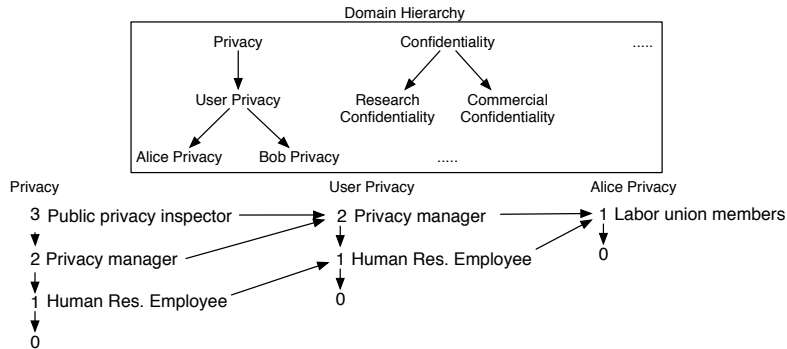 Domain Hierarchy
Privacy Confidentiality .....
User Privacy Research Commercial
Confidentiality Confidentiality
Alice Privacy Bob Privacy .....
Privacy User Privacy Alice Privacy
3 Public privacy inspector 2 Privacy manager 1 Labor union members
2 Privacy manager 1 Human Res. Employee 0
1 Human Res. Employee 0
0